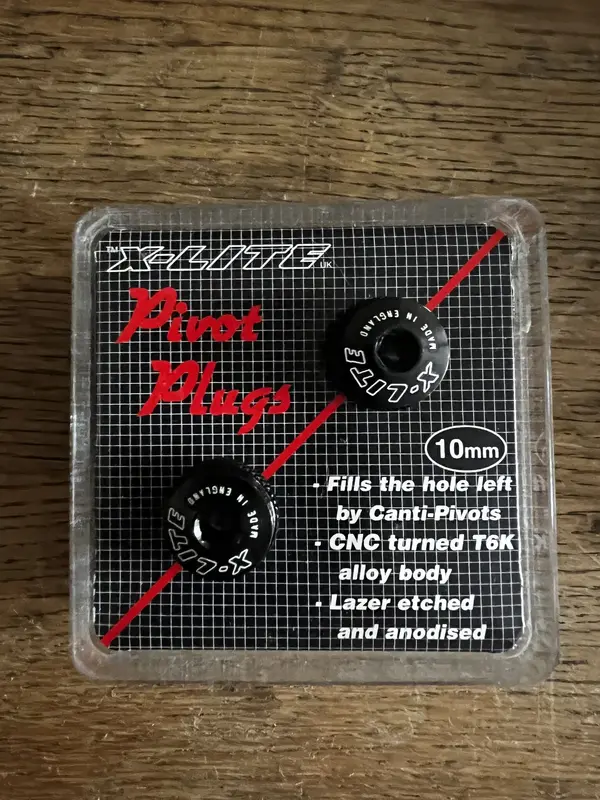 ™X-LITE UK
Pivot
Plugs
MADE IN ENGLAND
X-LITE
10mm
MADE IN ENGLAND
X-LITE
- Fills the hole left
by Canti-Pivots
- CNC turned T6K
alloy body
- Lazer etched
and anodised